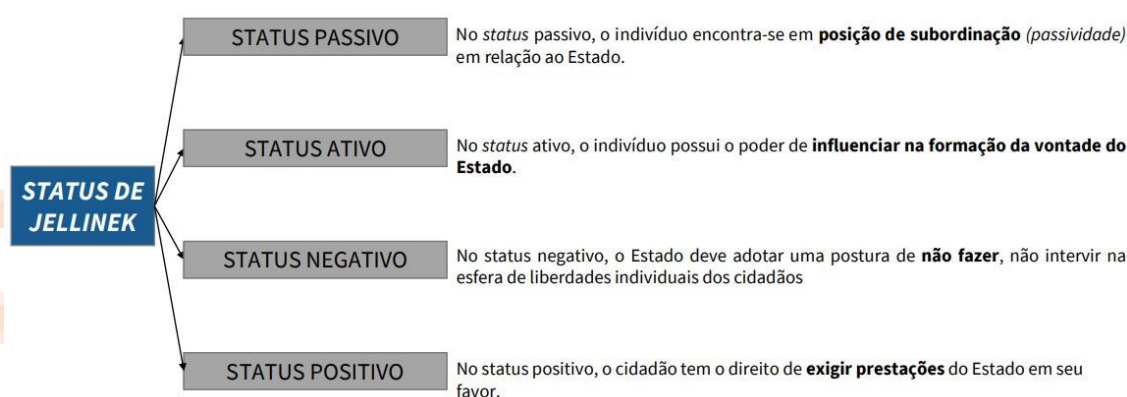 STATUS PASSIVO
No status passivo, o indivíduo encontra-se em posição de subordinação (passividade)
em relação ao Estado.
STATUS ATIVO
No status ativo, o indivíduo possui o poder de influenciar na formação da vontade do
Estado.
STATUS DE
JELLINEK
STATUS NEGATIVO
No status negativo, o Estado deve adotar uma postura de não fazer, não intervir na
esfera de liberdades individuais dos cidadãos
STATUS POSITIVO
No status positivo, o cidadão tem o direito de exigir prestações do Estado em seu
favor.